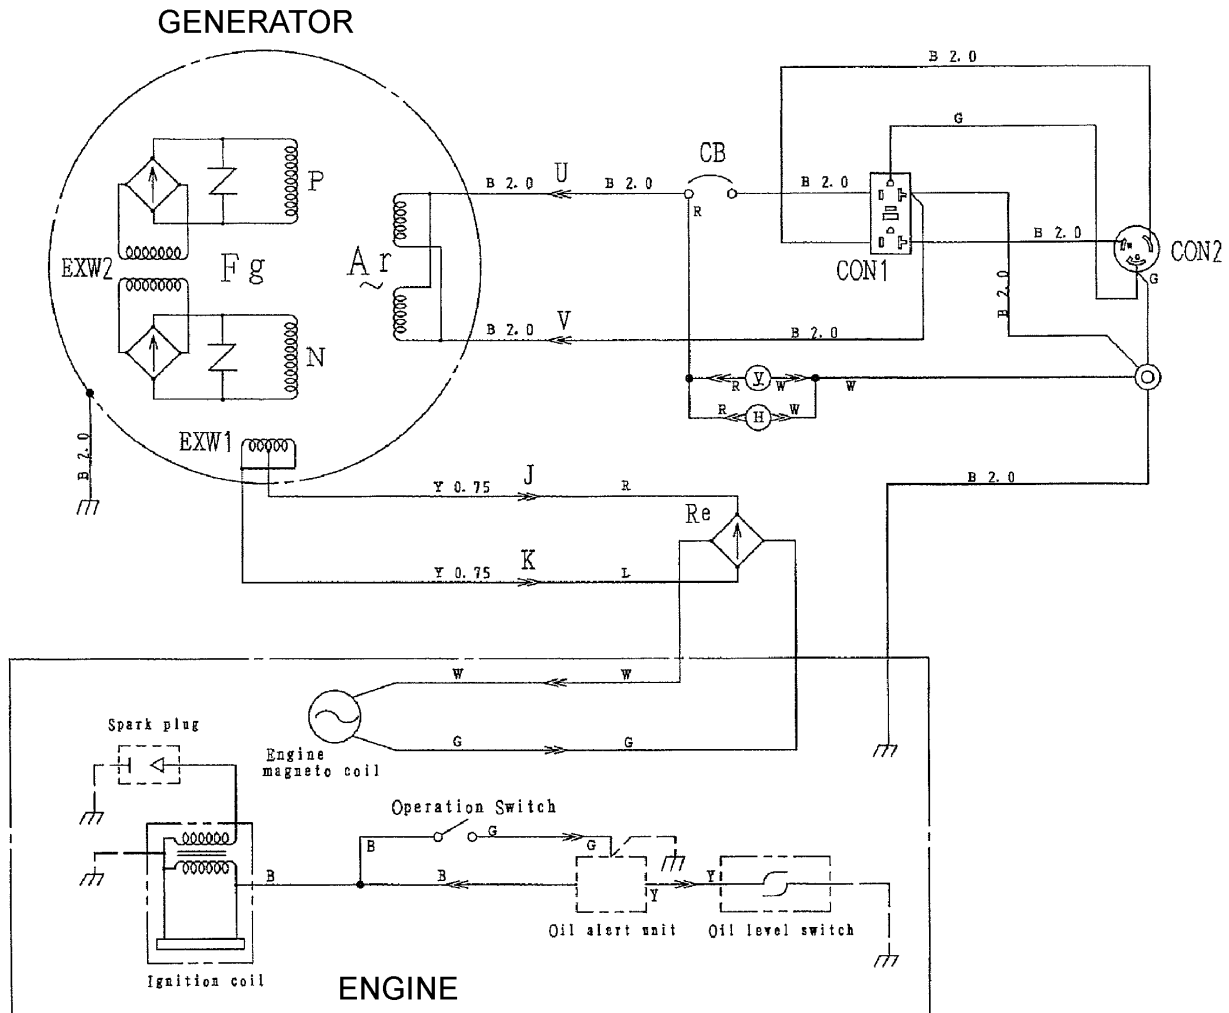 GENERATOR
B 2.0
G
CB
U
B 2.0
B 2.0
B 2.0
P
R
B 2.0
CON2
EXW2
Fg
Ar
~
CON1
G
B 2.0
V
B 2.0
B 2.0
N
R
V
W
W
R
H
W
EXW1
B 2.0
J
Y 0.75
R
B 2.0
Re
K
Y 0.75
L
W
W
Spark plug
G
G
Engine
magneto coil
Operation Switch
G
B
G
B
B
Y
Y
Oil alert unit
Oil level switch
Ignition coil
ENGINE